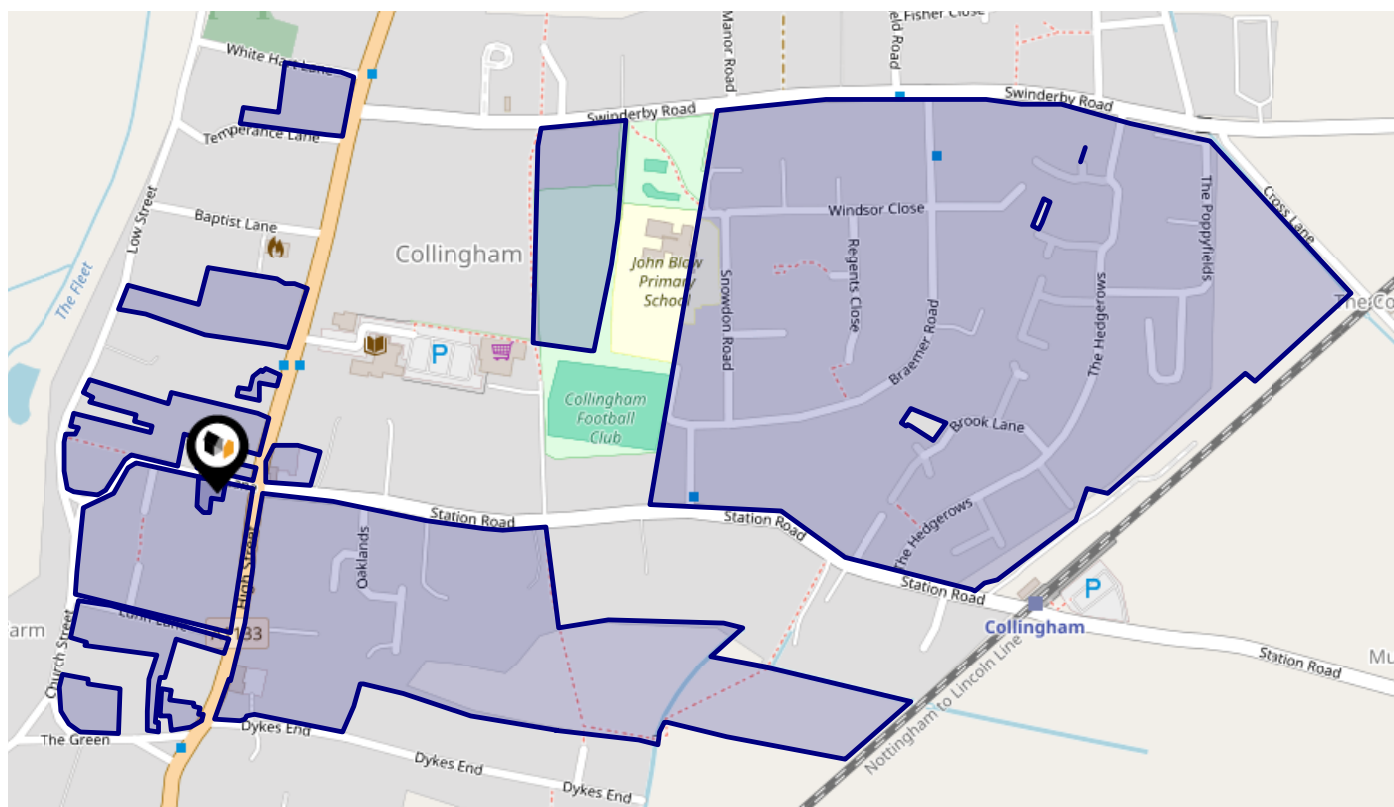 Fisher Close
Manor Road
White Hart Lane
Swinderby Road
Swinderby Road
Temperance Lane
Low Street
Baptist Lane
Windsor Close
The Poppyfields
Cross Lane
Collingham
The Fleet
John Blow
Primary
School
Regents Close
Snowdon Road
The Hedgerows
Braemer Road
P
Collingham
Football
Club
Brook Lane
Station Road
Station Road
The Hedgerows
Oaklands
High Street
Station Road
P
Collingham
Church Street
Nottingham to Lincoln Line
Station Road
The Green
Dykes End
Dykes End
Dykes End